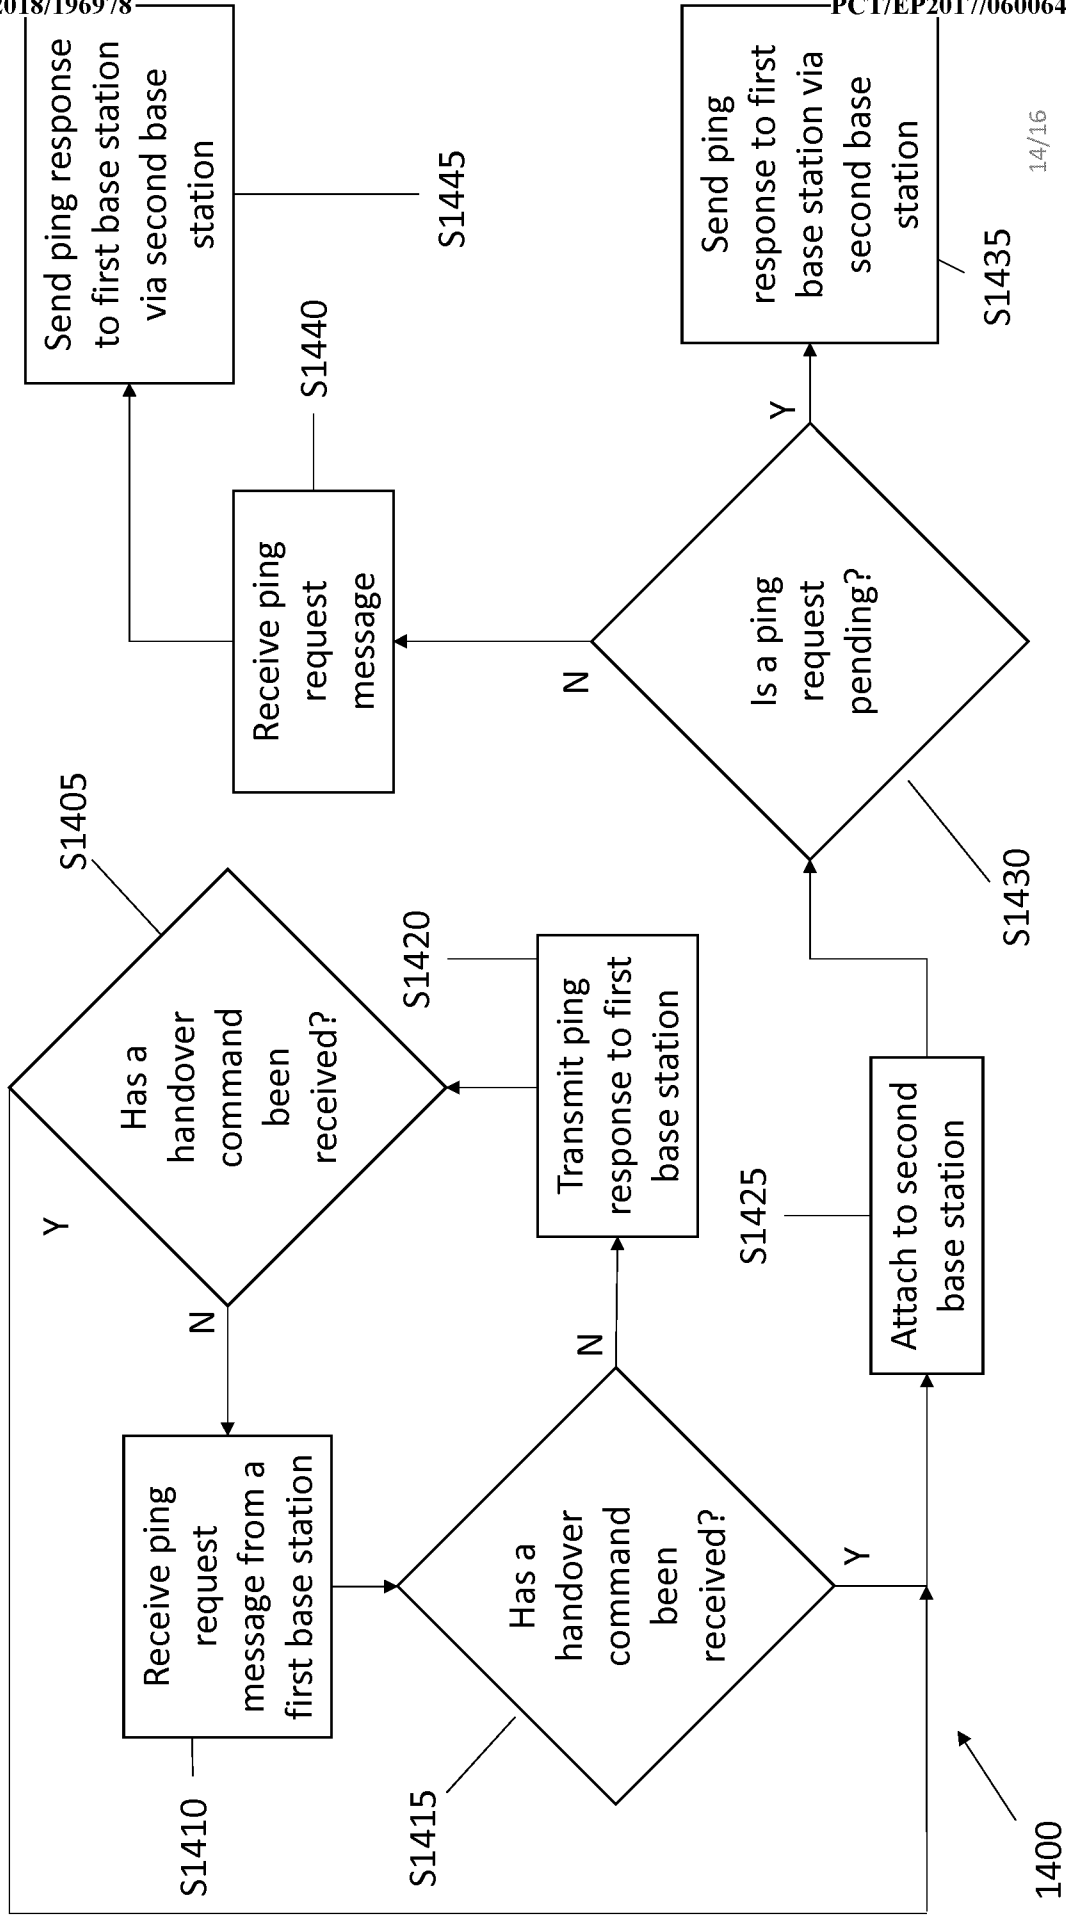 2018/196978
PCT/EP2017/060064
S1405
Has a
handover
command
been
received?
Y
N
S1410
Receive ping
request
message from a
first base station
S1415
Has a
handover
command
been
received?
N
Y
S1420
Transmit ping
response to first
base station
S1425
Attach to second
base station
S1430
Is a ping
request
pending?
N
Y
S1440
Receive ping
request
message
S1445
Send ping response
to first base station
via second base
station
S1435
Send ping
response to first
base station via
second base
station
1400
14/16